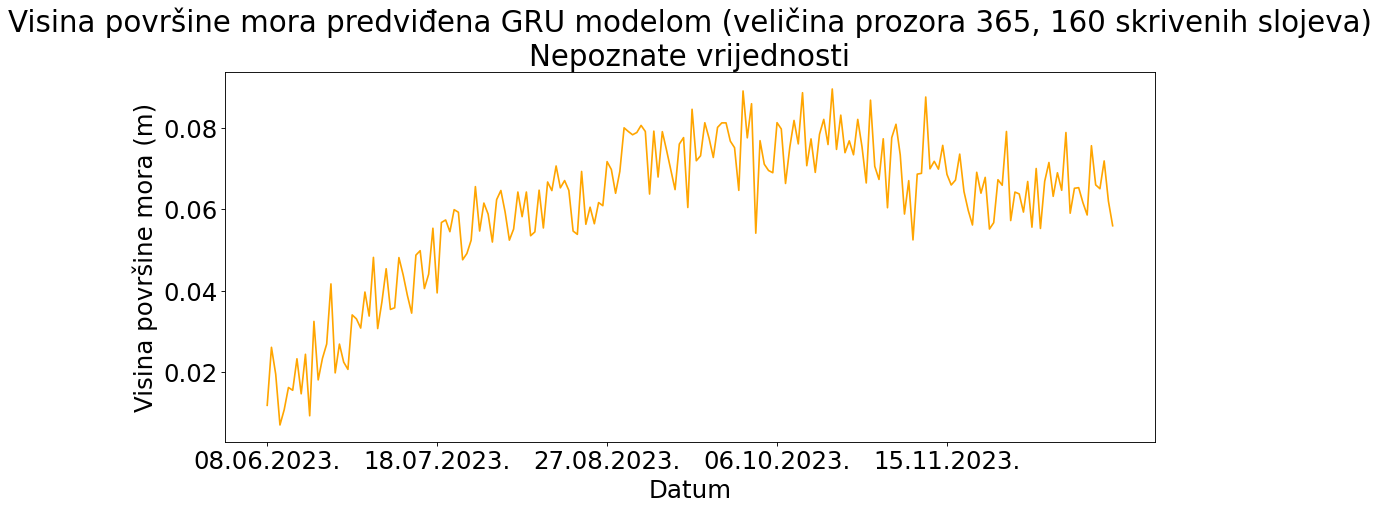 Visina površine mora predviđena GRU modelom (veličina prozora 365, 160 skrivenih slojeva)
Nepoznate vrijednosti
Visina površine mora (m)
0.08
0.06
0.04
0.02
08.06.2023. 18.07.2023. 27.08.2023. 06.10.2023. 15.11.2023.
Datum